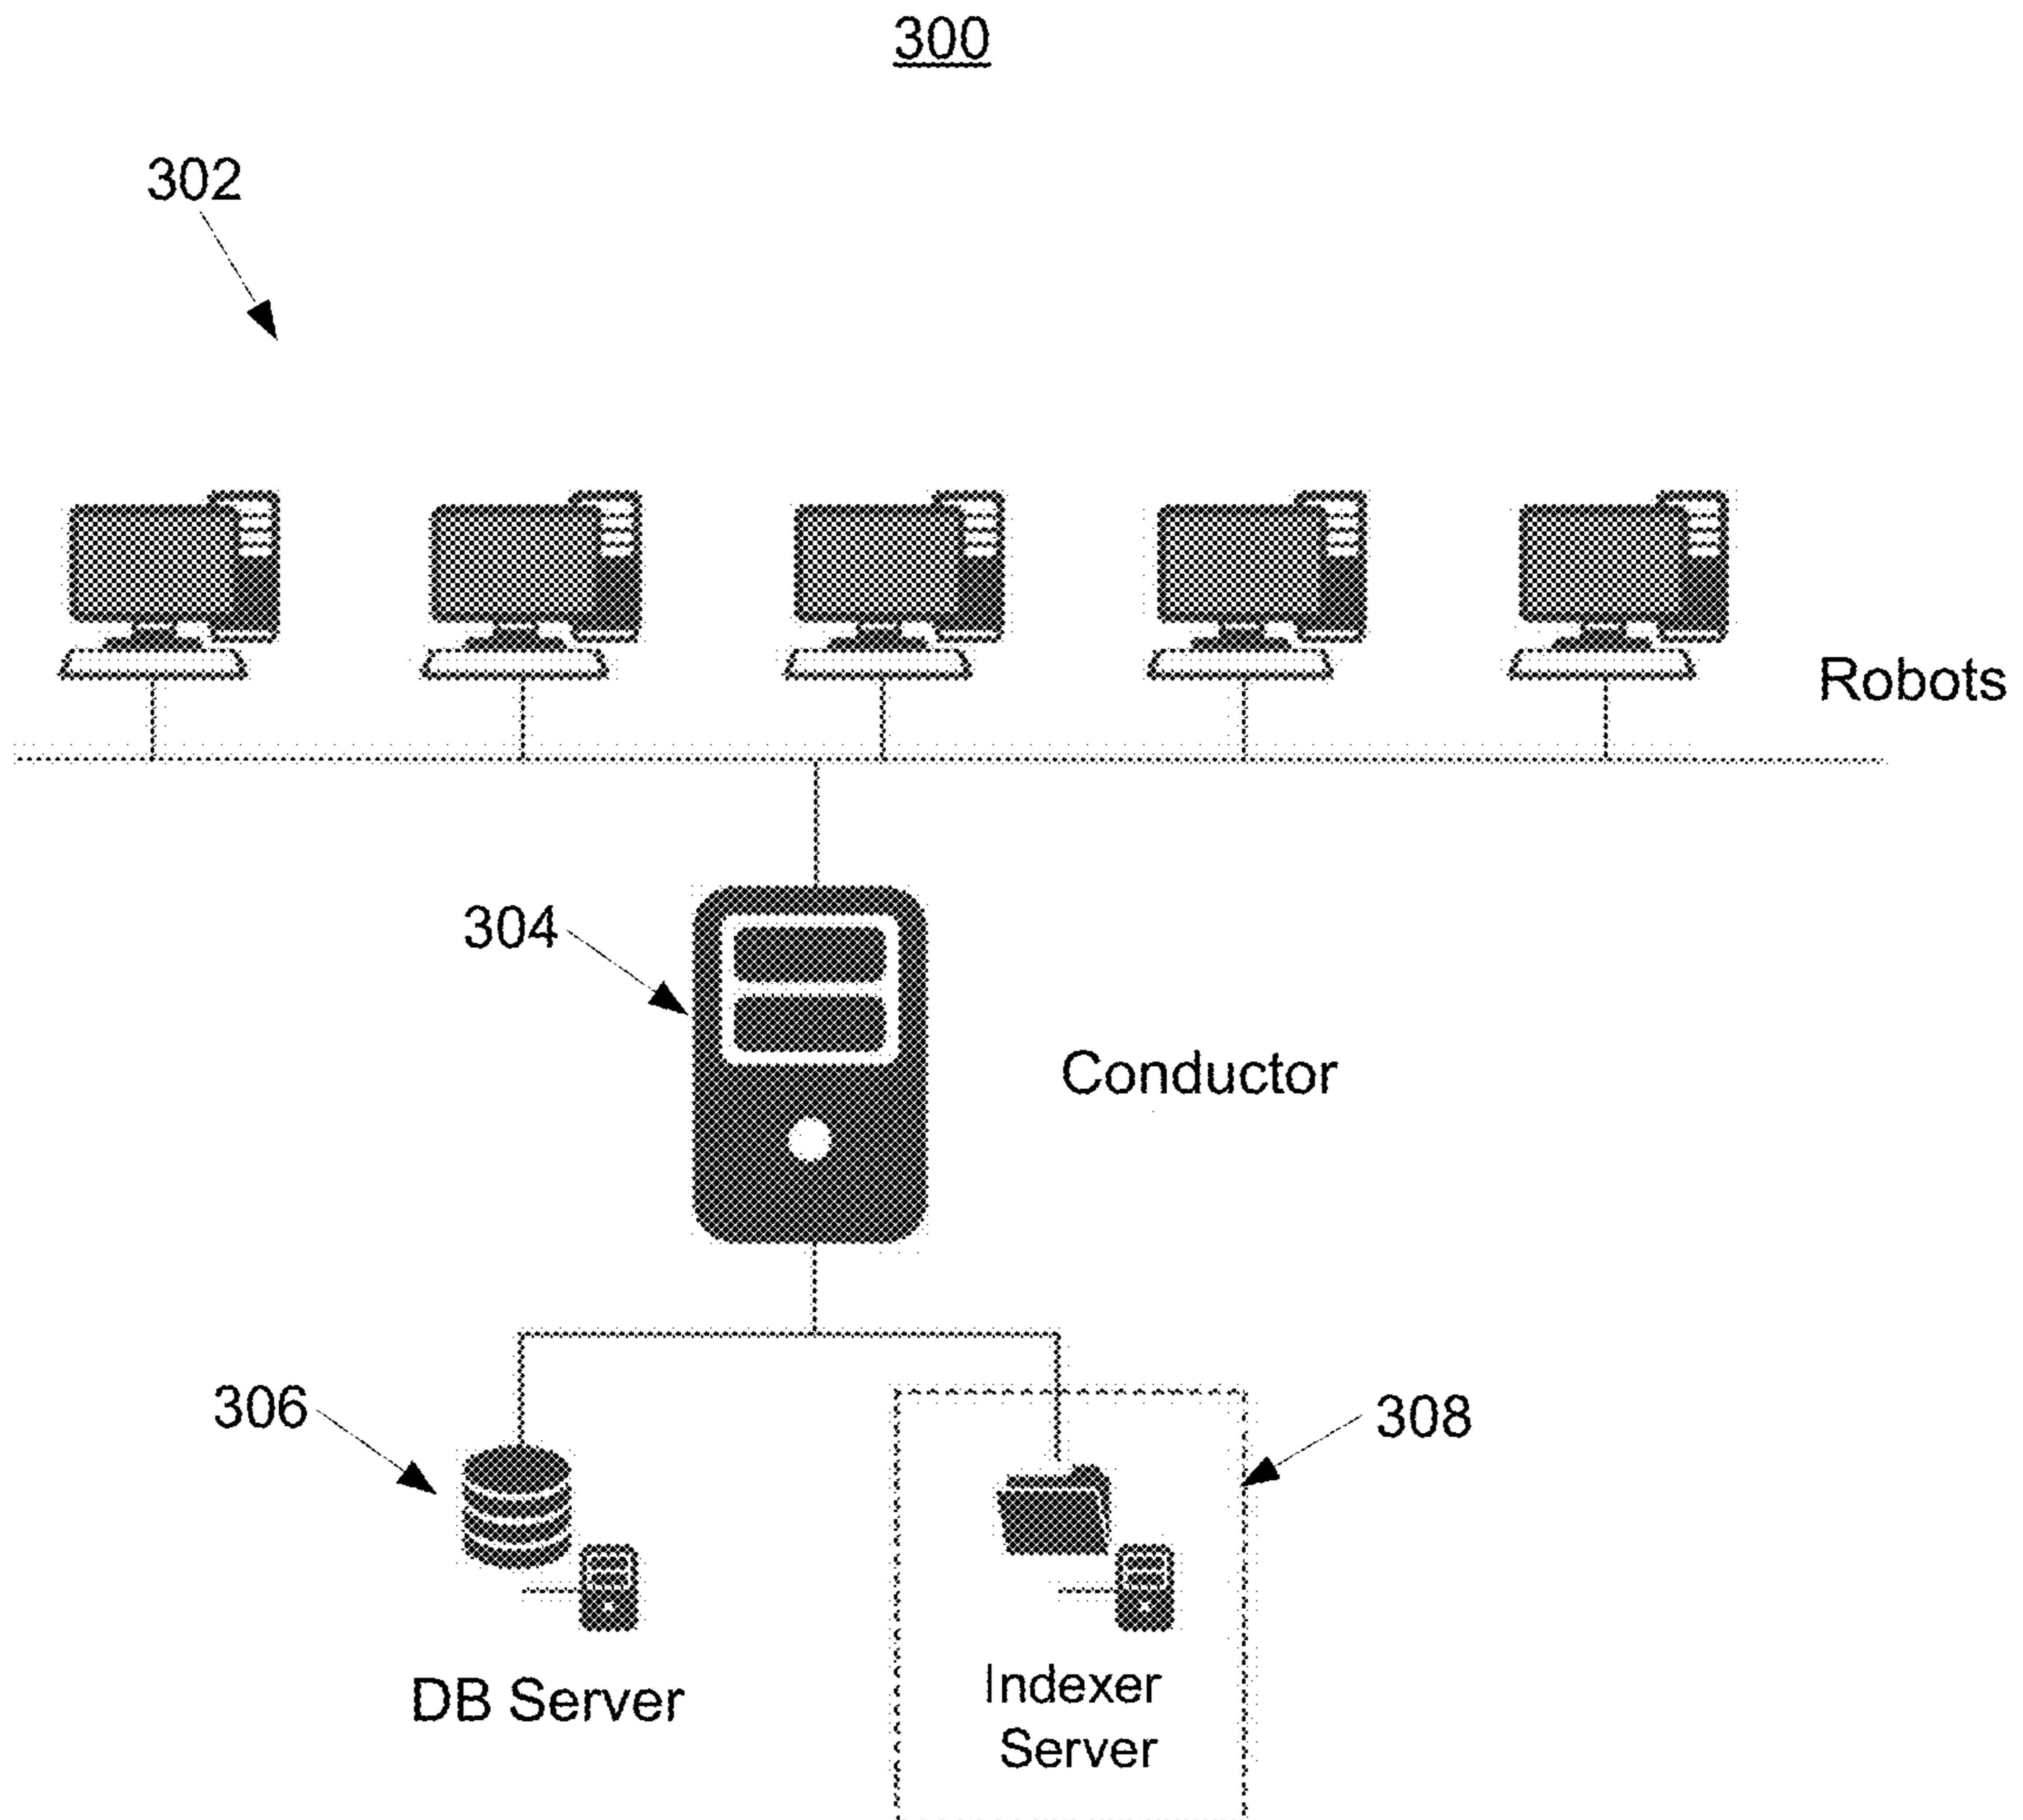 300
302
Robots
304
Conductor
306
308
DB Server
Indexer
Server